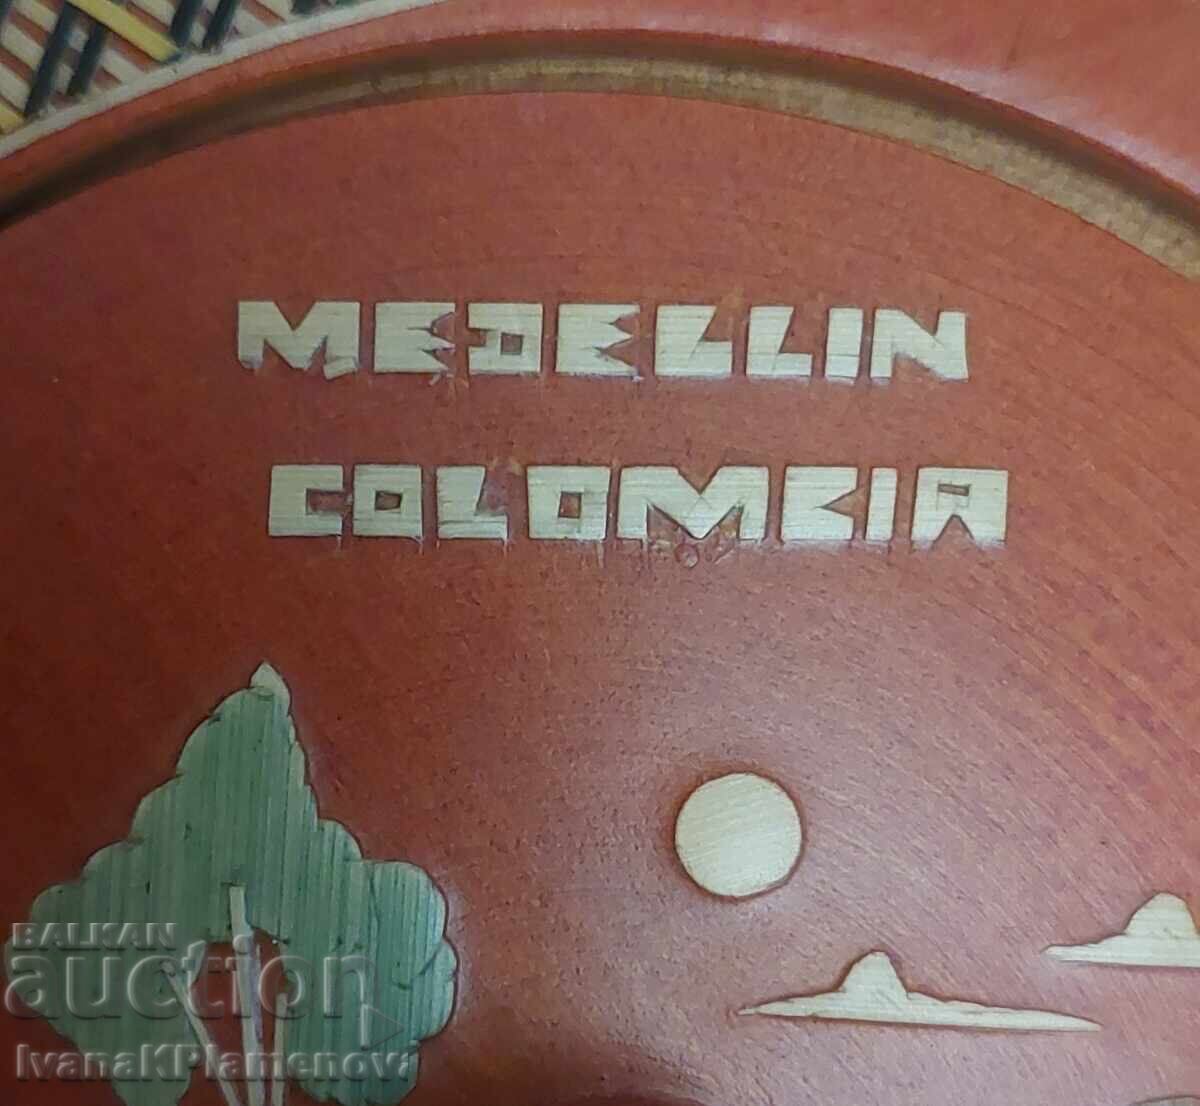 MEDELLIN
COLOMBIA
BALKAN
auction
IvanaKPlamenova